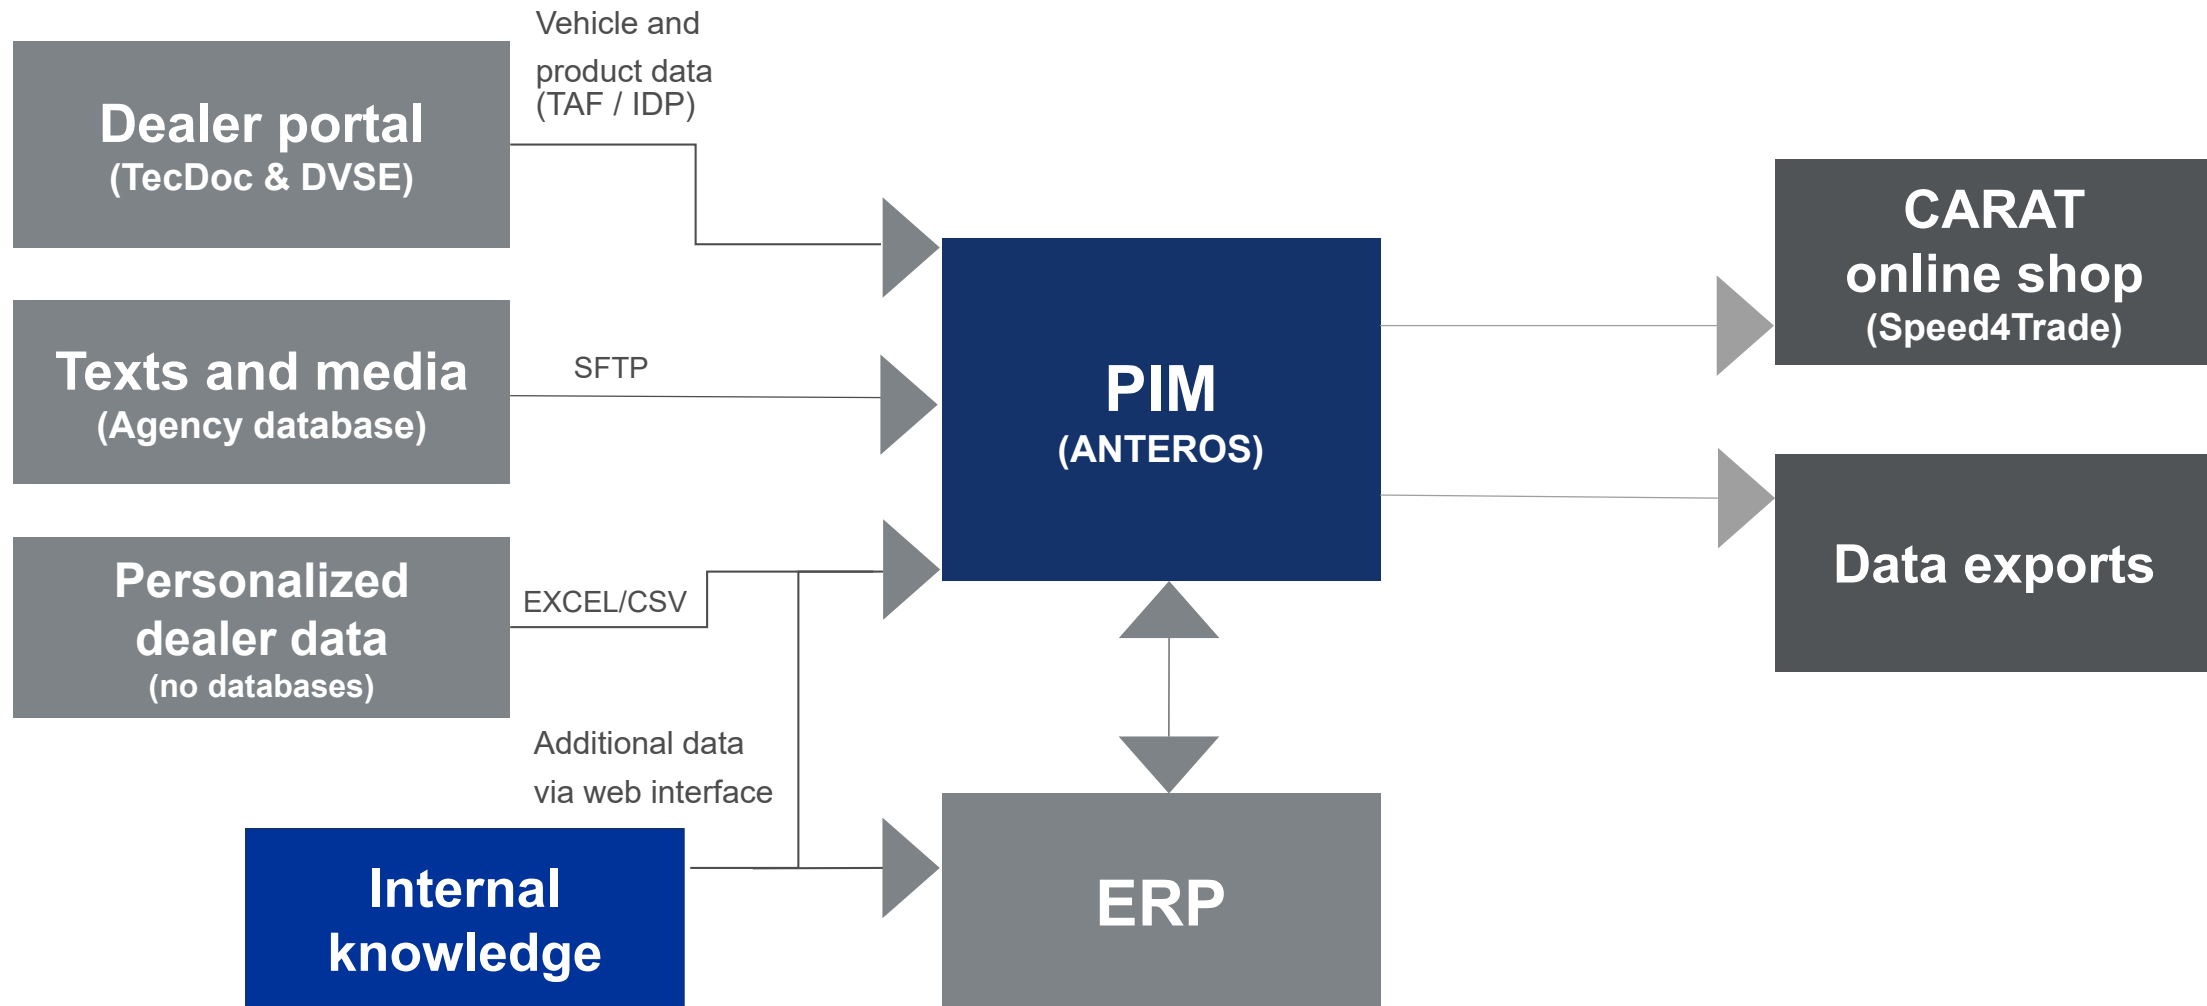 Vehicle and
product data
(TAF / IDP)
Dealer portal
(TecDoc & DVSE)
Texts and media
(Agency database)
SFTP
Personalized
dealer data
(no databases)
EXCEL/CSV
Additional data
via web interface
Internal
knowledge
PIM
(ANTEROS)
ERP
CARAT
online shop
(Speed4Trade)
Data exports